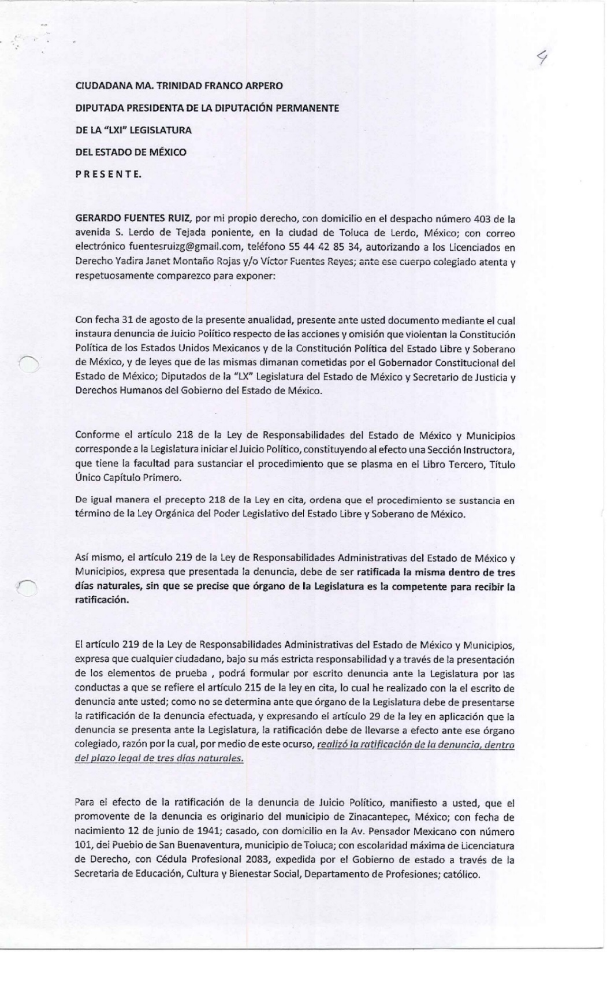 4
CIUDADANA MA. TRINIDAD FRANCO ARPERO
DIPUTADA PRESIDENTA DE LA DIPUTACIÓN PERMANENTE
DE LA "LXI" LEGISLATURA
DEL ESTADO DE MÉXICO
P R E S E N T E.
GERARDO FUENTES RUIZ, por mi propio derecho, con domicilio en el despacho número 403 de la
avenida S. Lerdo de Tejada poniente, en la ciudad de Toluca de Lerdo, México; con correo
electrónico fuentesruizg@gmail.com, teléfono 55 44 42 85 34, autorizando a los Licenciados en
Derecho Yadira Janet Montaño Rojas y/o Víctor Fuentes Reyes; ante ese cuerpo colegiado atenta y
respetuosamente comparezco para exponer:
Con fecha 31 de agosto de la presente anualidad, presente ante usted documento mediante el cual
instaura denuncia de Juicio Político respecto de las acciones y omisión que violentan la Constitución
Política de los Estados Unidos Mexicanos y de la Constitución Política del Estado Libre y Soberano
de México, y de leyes que de las mismas dimanan cometidas por el Gobernador Constitucional del
Estado de México; Diputados de la "LX" Legislatura del Estado de México y Secretario de Justicia y
Derechos Humanos del Gobierno del Estado de México.
Conforme el artículo 218 de la Ley de Responsabilidades del Estado de México y Municipios
corresponde a la Legislatura iniciar el Juicio Político, constituyendo al efecto una Sección Instructora,
que tiene la facultad para sustanciar el procedimiento que se plasma en el Libro Tercero, Título
Único Capítulo Primero.
De igual manera el precepto 218 de la Ley en cita, ordena que el procedimiento se sustancia en
término de la Ley Orgánica del Poder Legislativo del Estado Libre y Soberano de México.
Así mismo, el artículo 219 de la Ley de Responsabilidades Administrativas del Estado de México y
Municipios, expresa que presentada la denuncia, debe de ser ratificada la misma dentro de tres
días naturales, sin que se precise que órgano de la Legislatura es la competente para recibir la
ratificación.
El artículo 219 de la Ley de Responsabilidades Administrativas del Estado de México y Municipios,
expresa que cualquier ciudadano, bajo su más estricta responsabilidad y a través de la presentación
de los elementos de prueba , podrá formular por escrito denuncia ante la Legislatura por las
conductas a que se refiere el artículo 215 de la ley en cita, lo cual he realizado con la el escrito de
denuncia ante usted; como no se determina ante que órgano de la Legislatura debe de presentarse
la ratificación de la denuncia efectuada, y expresando el artículo 29 de la ley en aplicación que la
denuncia se presenta ante la Legislatura, la ratificación debe de llevarse a efecto ante ese órgano
colegiado, razón por la cual, por medio de este ocurso, realizó la ratificación de la denuncia, dentro
del plazo legal de tres días naturales.
Para el efecto de la ratificación de la denuncia de Juicio Político, manifiesto a usted, que el
promovente de la denuncia es originario del municipio de Zinacantepec, México; con fecha de
nacimiento 12 de junio de 1941; casado, con domicilio en la Av. Pensador Mexicano con número
101, del Pueblo de San Buenaventura, municipio de Toluca; con escolaridad máxima de Licenciatura
de Derecho, con Cédula Profesional 2083, expedida por el Gobierno de estado a través de la
Secretaria de Educación, Cultura y Bienestar Social, Departamento de Profesiones; católico.